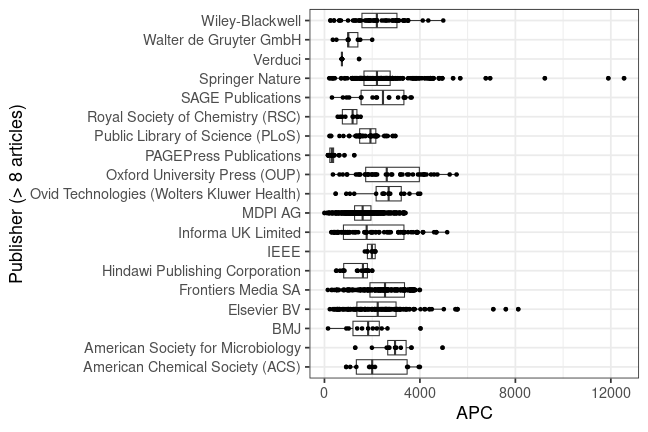 Publisher (> 8 articles)
Wiley-Blackwell
Walter de Gruyter GmbH
Verduci
Springer Nature
SAGE Publications
Royal Society of Chemistry (RSC)
Public Library of Science (PLoS)
PAGEPress Publications
Oxford University Press (OUP)
Ovid Technologies (Wolters Kluwer Health)
MDPI AG
Informa UK Limited
IEEE
Hindawi Publishing Corporation
Frontiers Media SA
Elsevier BV
BMJ
American Society for Microbiology
American Chemical Society (ACS)
0 4000 8000 12000
APC